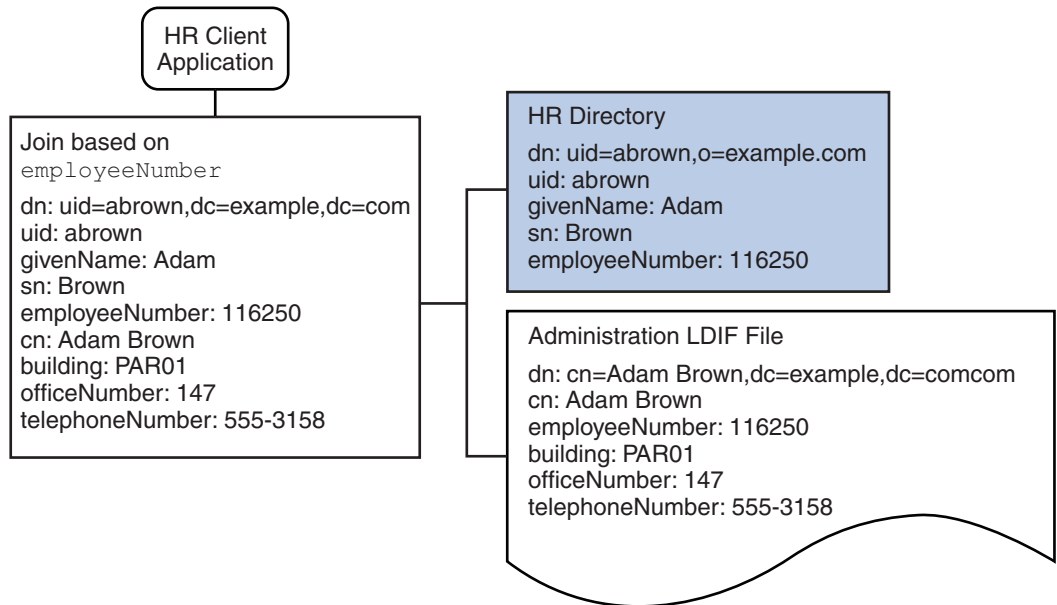 HR Client
Application
Join based on
employeeNumber
dn: uid=abrown,dc=example,dc=com
uid: abrown
givenName: Adam
sn: Brown
employeeNumber: 116250
cn: Adam Brown
building: PAR01
officeNumber: 147
telephoneNumber: 555-3158
HR Directory
dn: uid=abrown,o=example.com
uid: abrown
givenName: Adam
sn: Brown
employeeNumber: 116250
Administration LDIF File
dn: cn=Adam Brown,dc=example,dc=comcom
cn: Adam Brown
employeeNumber: 116250
building: PAR01
officeNumber: 147
telephoneNumber: 555-3158